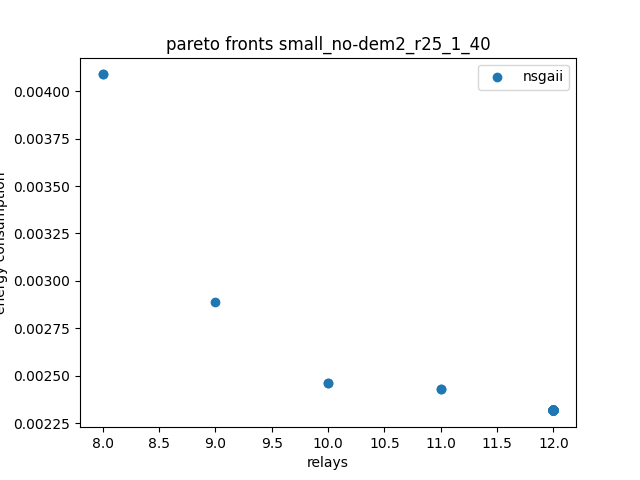 pareto fronts small_no-dem2_r25_1_40
nsgaii
0.00400
0.00375
0.00350
0.00325
0.00300
0.00275
0.00250
0.00225
energy consumption
8.0 8.5 9.0 9.5 10.0 10.5 11.0 11.5 12.0
relays